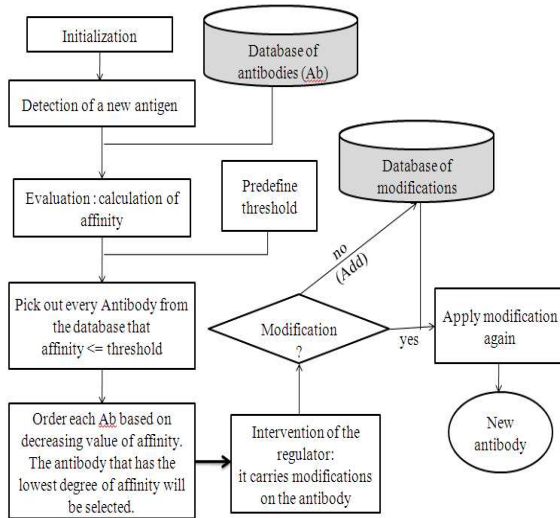 Initialization
Database of
antibodies (Ab)
Detection of a new antigen
Evaluation : calculation of
affinity
Predefine
threshold
Database of
modifications
no
(Add)
Pick out every Antibody from
the database that
affinity <= threshold
Modification
?
yes
Apply modification
again
Order each Ab based on
decreasing value of affinity.
The antibody that has the
lowest degree of affinity will
be selected.
Intervention of the
regulator:
it carries modifications
on the antibody
New
antibody